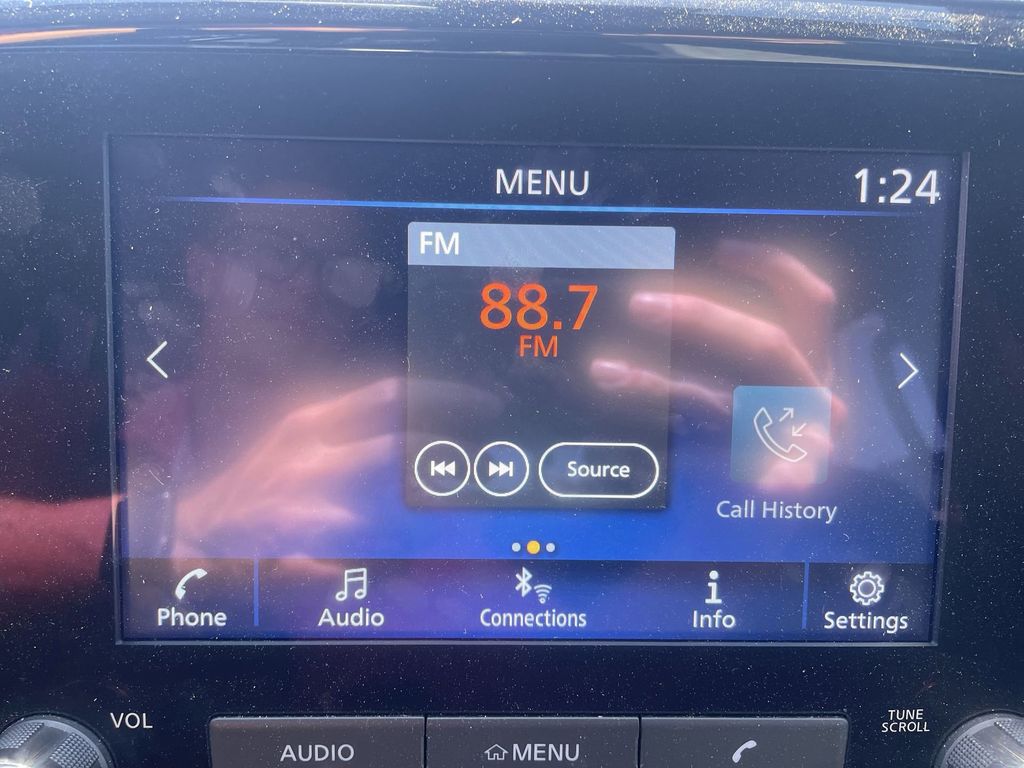 MENU 1:24
FM
88.7
FM
Source
Call History
Phone Audio Connections Info Settings
VOL TUNE
SCROLL
AUDIO MENU